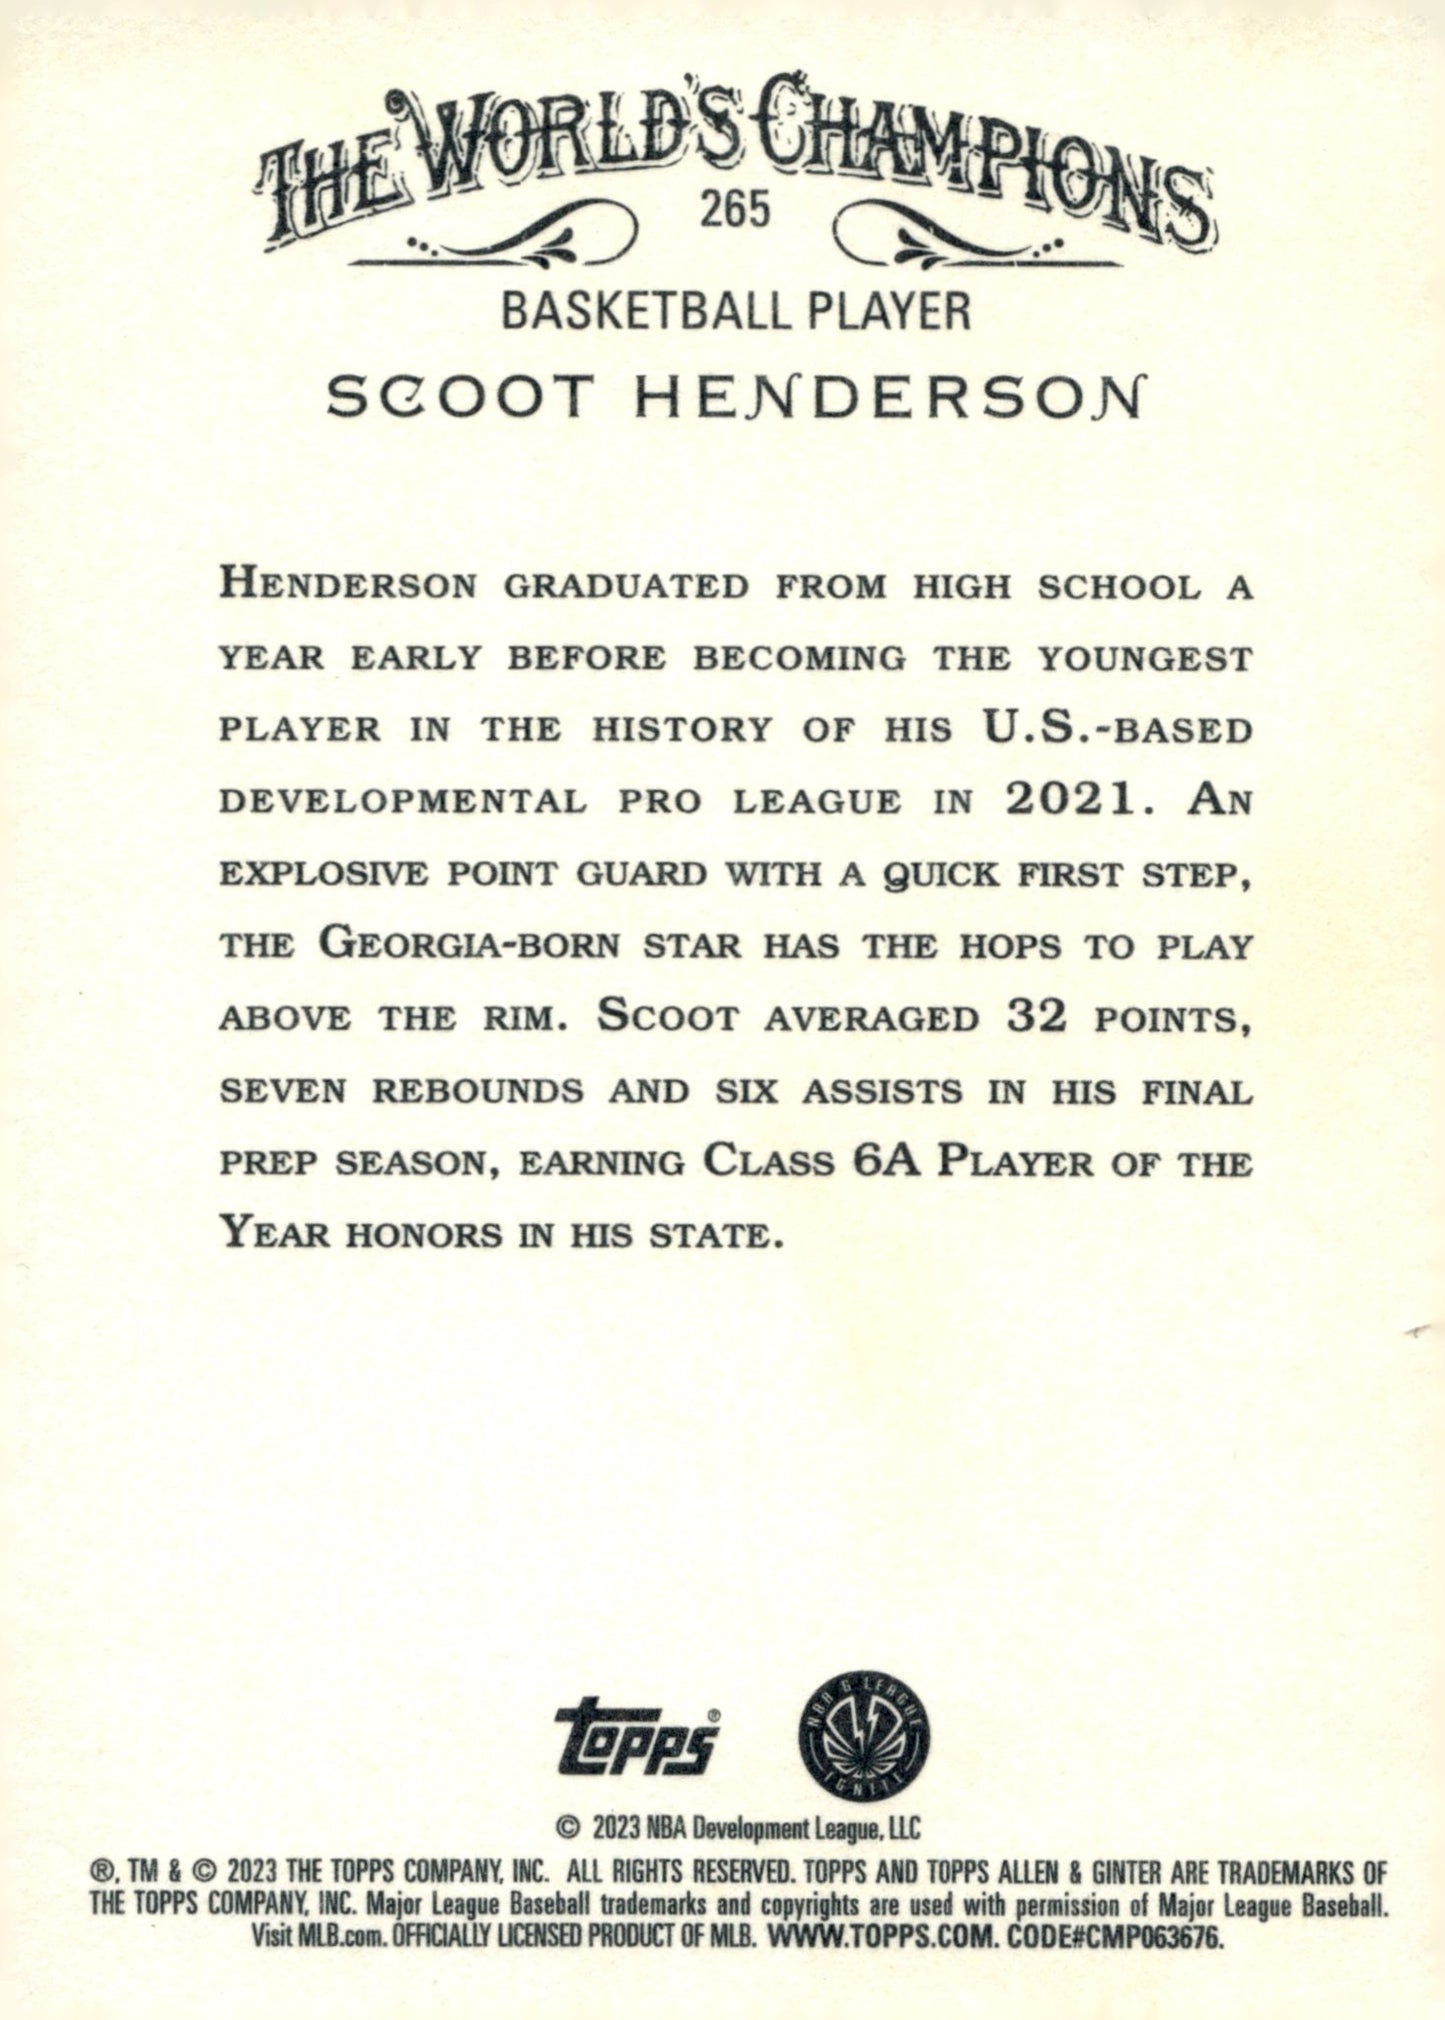 THE WORLD'S CHAMPIONS
265
BASKETBALL PLAYER
SCOOT HENDERSON
HENDERSON GRADUATED FROM HIGH SCHOOL A
YEAR EARLY BEFORE BECOMING THE YOUNGEST
PLAYER IN THE HISTORY OF HIS U.S.-BASED
DEVELOPMENTAL PRO LEAGUE IN 2021. AN
EXPLOSIVE POINT GUARD WITH A QUICK FIRST STEP,
THE GEORGIA-BORN STAR HAS THE HOPS TO PLAY
ABOVE THE RIM. SCOOT AVERAGED 32 POINTS,
SEVEN REBOUNDS AND SIX ASSISTS IN HIS FINAL
PREP SEASON, EARNING CLASS 6A PLAYER OF THE
YEAR HONORS IN HIS STATE.
topps®
NBA G LEAGUE
IGNITE
© 2023 NBA Development League, LLC
®, TM & © 2023 THE TOPPS COMPANY, INC. ALL RIGHTS RESERVED. TOPPS AND TOPPS ALLEN & GINTER ARE TRADEMARKS OF
THE TOPPS COMPANY, INC. Major League Baseball trademarks and copyrights are used with permission of Major League Baseball.
Visit MLB.com. OFFICIALLY LICENSED PRODUCT OF MLB. WWW.TOPPS.COM. CODE#CMP063676.